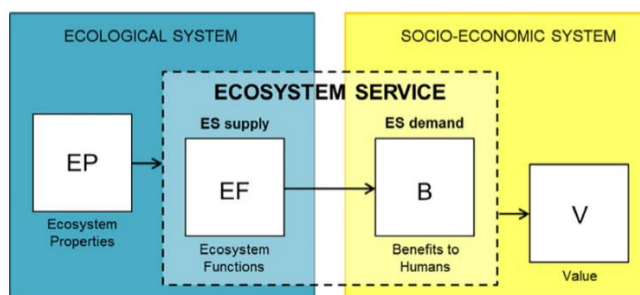 ECOLOGICAL SYSTEM
SOCIO-ECONOMIC SYSTEM
ECOSYSTEM SERVICE
ES supply
ES demand
EP
EF
B
V
Ecosystem
Properties
Ecosystem
Functions
Benefits to
Humans
Value